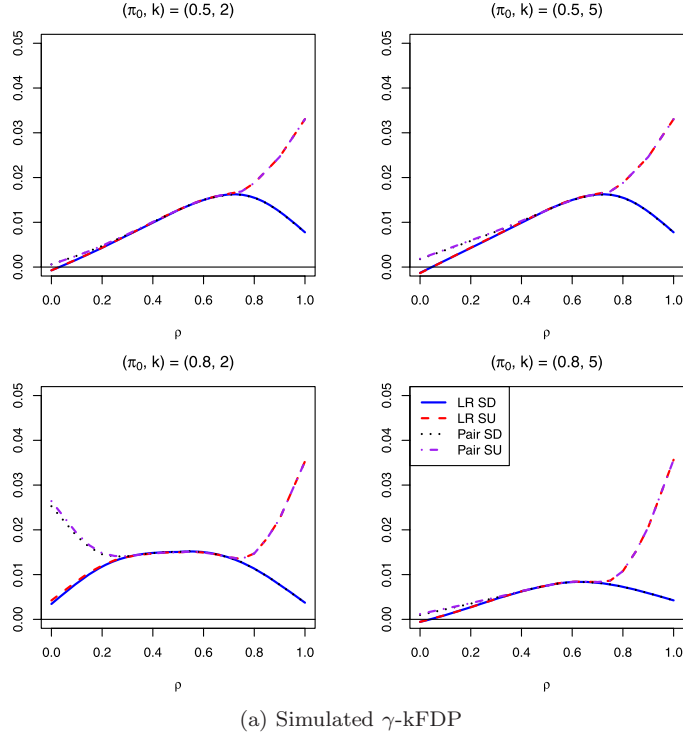 (π0, k) = (0.5, 2)
0.05
0.04
0.03
0.02
0.01
0.00
0.0 0.2 0.4 0.6 0.8 1.0
ρ
(π0, k) = (0.5, 5)
0.05
0.04
0.03
0.02
0.01
0.00
0.0 0.2 0.4 0.6 0.8 1.0
ρ
(π0, k) = (0.8, 2)
0.05
0.04
0.03
0.02
0.01
0.00
0.0 0.2 0.4 0.6 0.8 1.0
ρ
(π0, k) = (0.8, 5)
0.05
0.04
0.03
0.02
0.01
0.00
LR SD
LR SU
Pair SD
Pair SU
0.0 0.2 0.4 0.6 0.8 1.0
ρ
(a) Simulated γ-kFDP